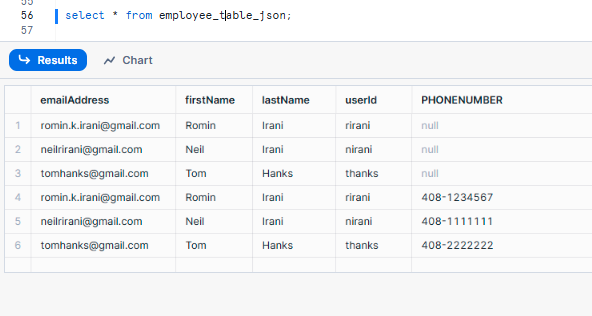 55
56 select * from employee_table_json;
57
Results Chart
emailAddress firstName lastName userId PHONENUMBER
1 romin.k.irani@gmail.com Romin Irani rirani null
2 neilrirani@gmail.com Neil Irani nirani null
3 tomhanks@gmail.com Tom Hanks thanks null
4 romin.k.irani@gmail.com Romin Irani rirani 408-1234567
5 neilrirani@gmail.com Neil Irani nirani 408-1111111
6 tomhanks@gmail.com Tom Hanks thanks 408-2222222